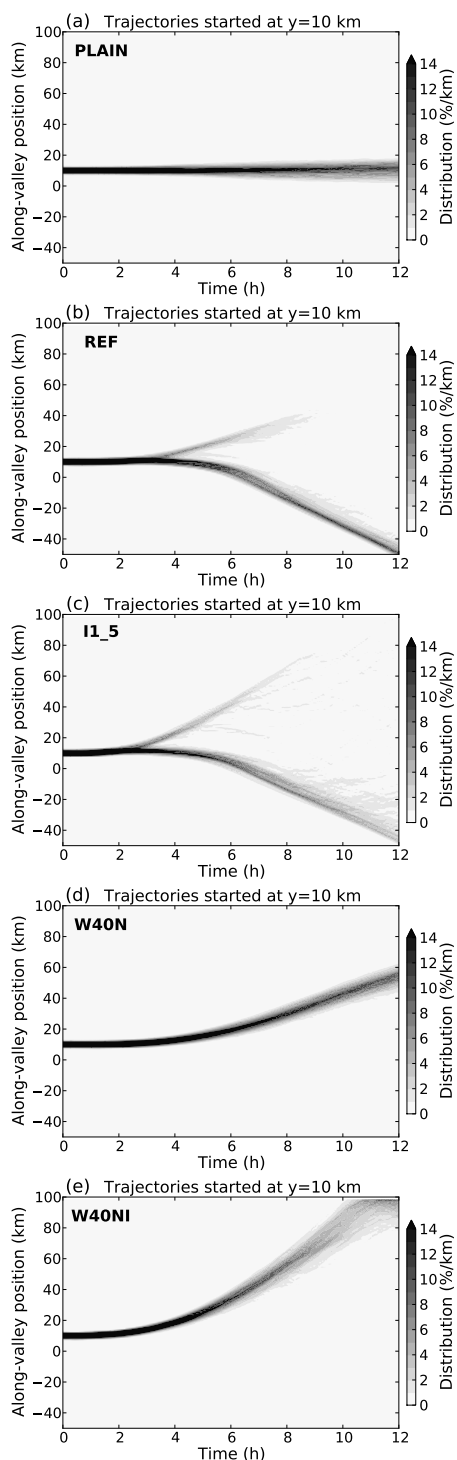 (a) Trajectories started at y=10 km
PLAIN
100
80
60
40
20
0
−20
−40
Along-valley position (km)
0 2 4 6 8 10 12
Time (h)
14
12
10
8
6
4
2
0
Distribution (%/km)
(b) Trajectories started at y=10 km
REF
100
80
60
40
20
0
−20
−40
Along-valley position (km)
0 2 4 6 8 10 12
Time (h)
14
12
10
8
6
4
2
0
Distribution (%/km)
(c) Trajectories started at y=10 km
I1_5
100
80
60
40
20
0
−20
−40
Along-valley position (km)
0 2 4 6 8 10 12
Time (h)
14
12
10
8
6
4
2
0
Distribution (%/km)
(d) Trajectories started at y=10 km
W40N
100
80
60
40
20
0
−20
−40
Along-valley position (km)
0 2 4 6 8 10 12
Time (h)
14
12
10
8
6
4
2
0
Distribution (%/km)
(e) Trajectories started at y=10 km
W40NI
100
80
60
40
20
0
−20
−40
Along-valley position (km)
0 2 4 6 8 10 12
Time (h)
14
12
10
8
6
4
2
0
Distribution (%/km)